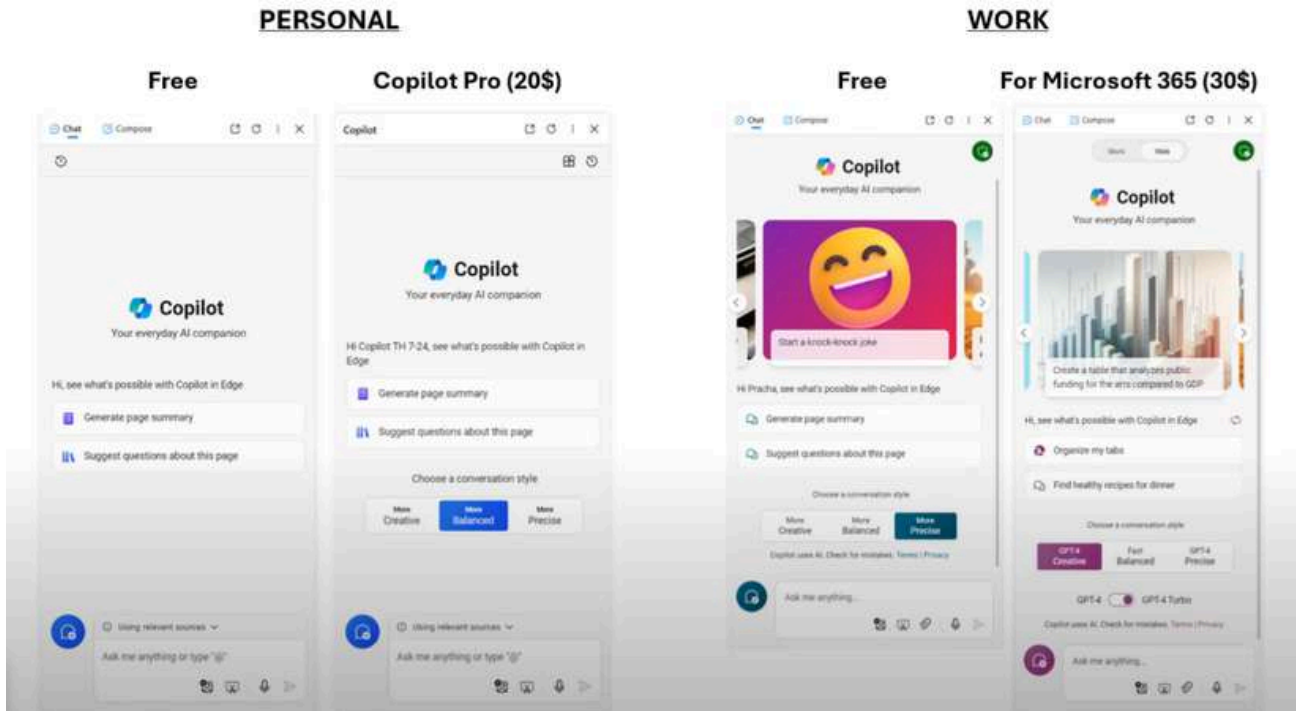 PERSONAL
WORK
Free
Copilot Pro (20$)
Free
For Microsoft 365 (30$)
Chat
Compose
Copilot
Your everyday AI companion
Hi, see what's possible with Copilot in Edge
Generate page summary
Suggest questions about this page
Using relevant sources
Ask me anything or type "@"
Copilot
Copilot
Your everyday AI companion
Hi Copilot TH 7-24, see what's possible with Copilot in
Edge
Generate page summary
Suggest questions about this page
Choose a conversation style
More
Creative
More
Balanced
More
Precise
Using relevant sources
Ask me anything or type "@"
Chat
Compose
Copilot
Your everyday AI companion
Start a knock-knock joke
Hi Pracha, see what's possible with Copilot in Edge
Generate page summary
Suggest questions about this page
Choose a conversation style
More
Creative
More
Balanced
More
Precise
Copilot uses AI. Check for mistakes. Terms | Privacy
Ask me anything...
Chat
Compose
Copilot
Your everyday AI companion
Create a table that analyzes public
funding for the arts compared to GDP
Hi, see what's possible with Copilot in Edge
Organize my tabs
Find healthy recipes for dinner
Choose a conversation style
GPT-4
Creative
Fast
Balanced
GPT-4
Precise
GPT-4
GPT-4 Turbo
Copilot uses AI. Check for mistakes. Terms | Privacy
Ask me anything...